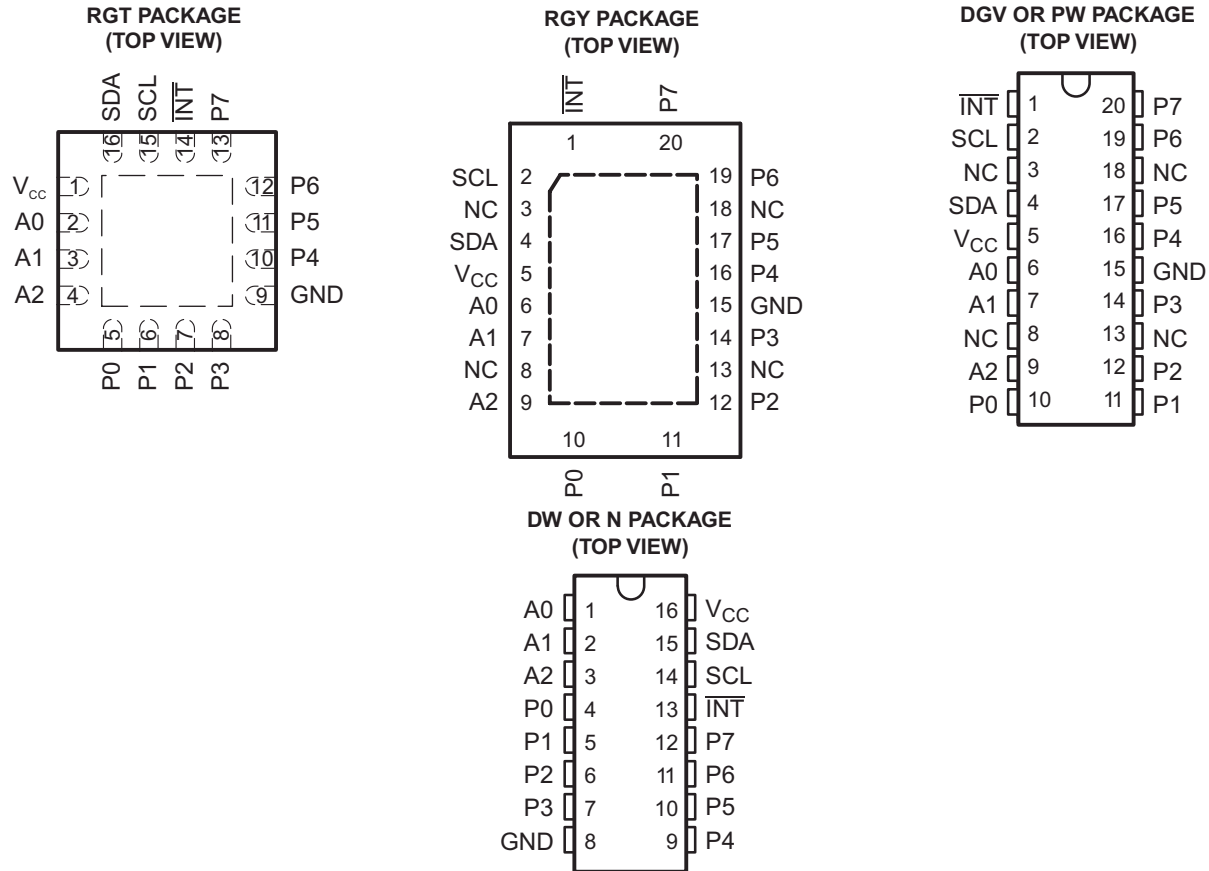 RGT PACKAGE
(TOP VIEW)
SDA SCL INT P7
16 15 14 13
VCC 1 12 P6
A0 2 11 P5
A1 3 10 P4
A2 4 9 GND
5 6 7 8
P0 P1 P2 P3
RGY PACKAGE
(TOP VIEW)
INT P7
1 20
SCL 2 19 P6
NC 3 18 NC
SDA 4 17 P5
VCC 5 16 P4
A0 6 15 GND
A1 7 14 P3
NC 8 13 NC
A2 9 12 P2
10 11
P0 P1
DGV OR PW PACKAGE
(TOP VIEW)
INT 1 20 P7
SCL 2 19 P6
NC 3 18 NC
SDA 4 17 P5
VCC 5 16 P4
A0 6 15 GND
A1 7 14 P3
NC 8 13 NC
A2 9 12 P2
P0 10 11 P1
DW OR N PACKAGE
(TOP VIEW)
A0 1 16 VCC
A1 2 15 SDA
A2 3 14 SCL
P0 4 13 INT
P1 5 12 P7
P2 6 11 P6
P3 7 10 P5
GND 8 9 P4